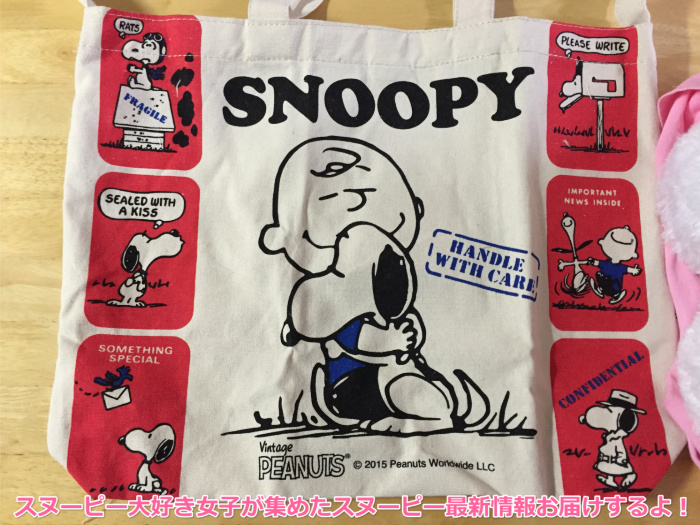 RATS
FRAGILE
SEALED WITH
A KISS
SOMETHING
SPECIAL
SNOOPY
HANDLE
WITH CARE
Vintage
PEANUTS®
© 2015 Peanuts Worldwide LLC
PLEASE WRITE
IMPORTANT
NEWS INSIDE
CONFIDENTIAL
スヌーピー大好き女子が集めたスヌーピー最新情報お届けするよ！